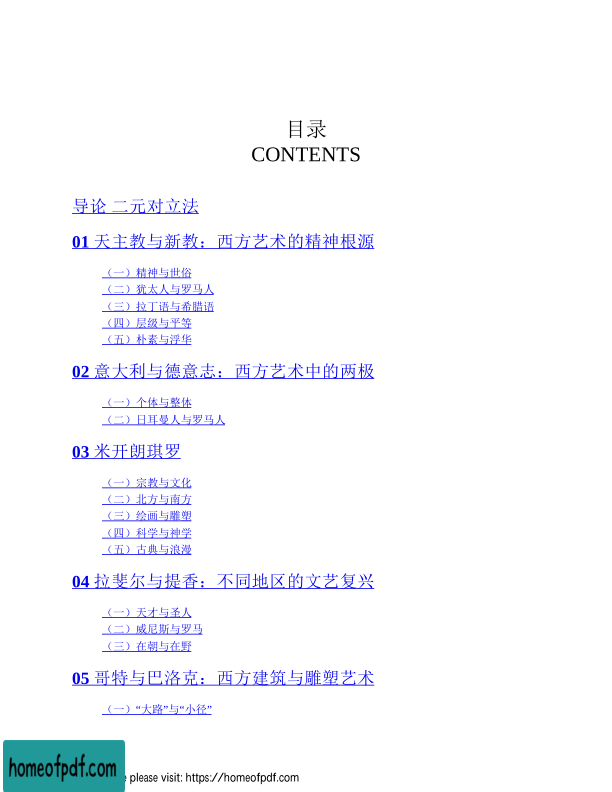 目录
CONTENTS
导论 二元对立法
01 天主教与新教：西方艺术的精神根源
（一）精神与世俗
（二）犹太人与罗马人
（三）拉丁语与希腊语
（四）层级与平等
（五）朴素与浮华
02 意大利与德意志：西方艺术中的两极
（一）个体与整体
（二）日耳曼人与罗马人
03 米开朗琪罗
（一）宗教与文化
（二）北方与南方
（三）绘画与雕塑
（四）科学与神学
（五）古典与浪漫
04 拉斐尔与提香：不同地区的文艺复兴
（一）天才与圣人
（二）威尼斯与罗马
（三）在朝与在野
05 哥特与巴洛克：西方建筑与雕塑艺术
（一）“大路”与“小径”
homeofpdf.com
please visit: https://homeofpdf.com